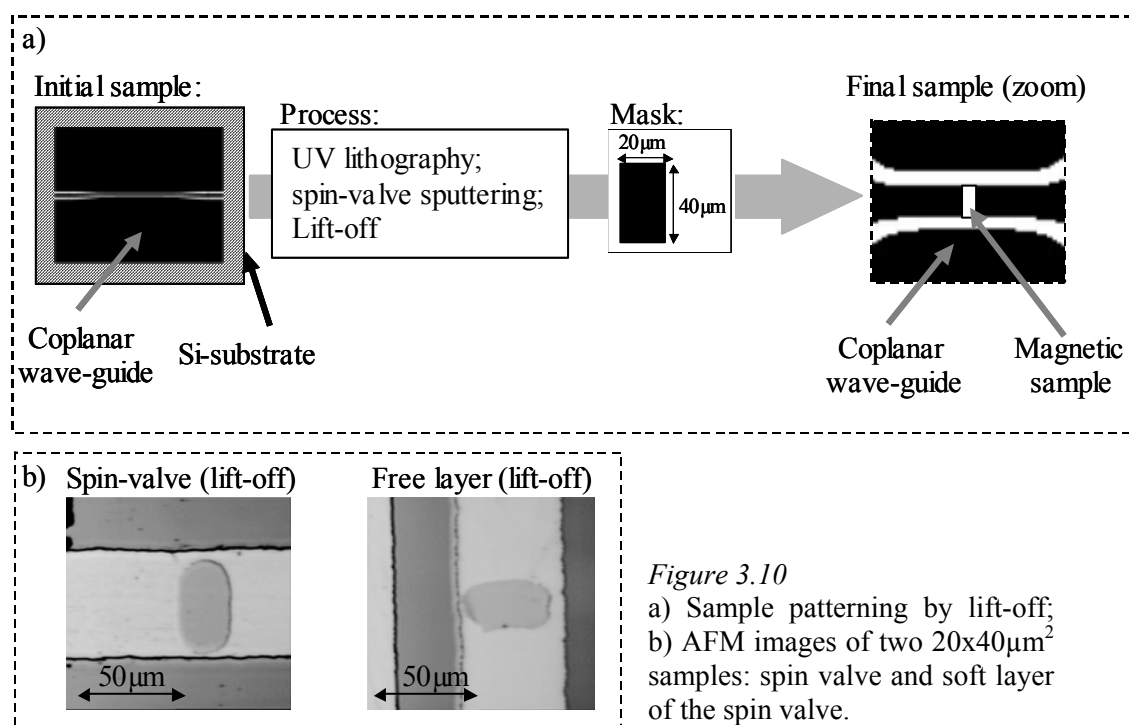 a)
Initial sample:
Process:
Mask:
Final sample (zoom)
UV lithography;
spin-valve sputtering;
Lift-off
20µm
40µm
Coplanar
wave-guide
Si-substrate
Coplanar
wave-guide
Magnetic
sample
b) Spin-valve (lift-off)
Free layer (lift-off)
50µm
50µm
Figure 3.10
a) Sample patterning by lift-off;
b) AFM images of two 20x40µm²
samples: spin valve and soft layer
of the spin valve.